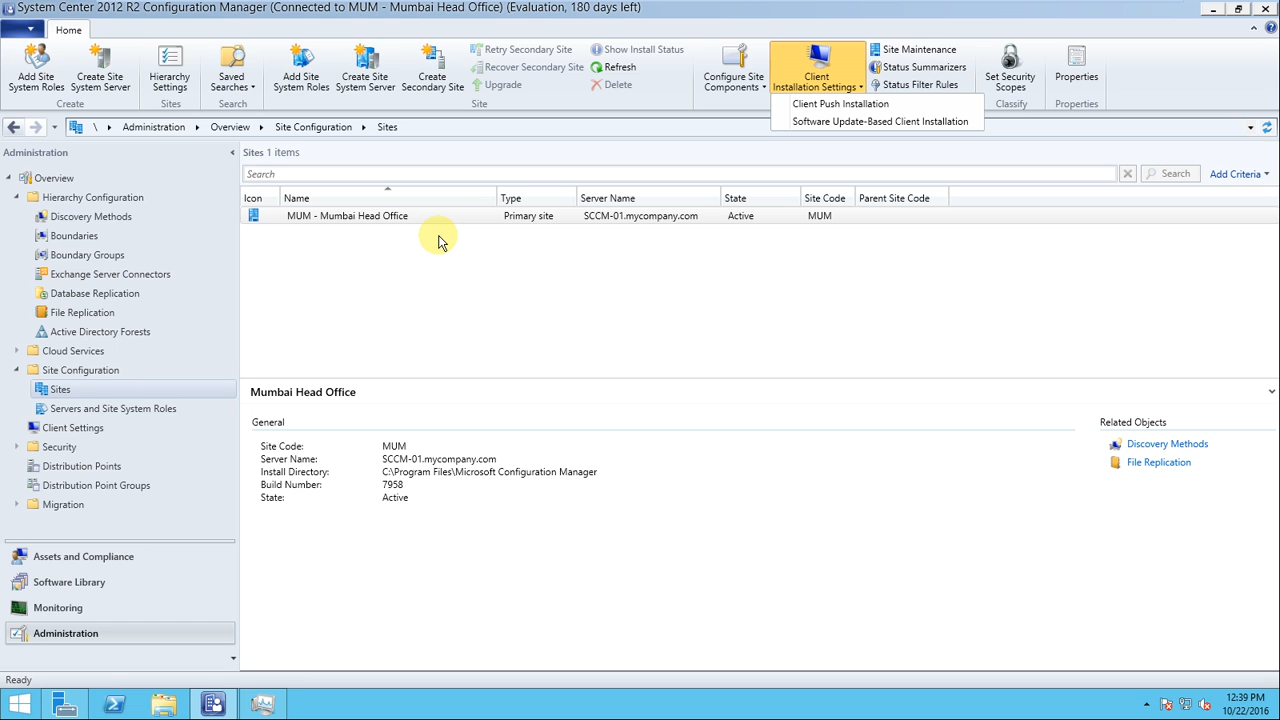 System Center 2012 R2 Configuration Manager (Connected to MUM - Mumbai Head Office) (Evaluation, 180 days left)
Home
Add Site System Roles
Create Site System Server
Create
Hierarchy Settings
Sites
Saved Searches
Search
Add Site System Roles
Create Site System Server
Create Secondary Site
Retry Secondary Site
Recover Secondary Site
Upgrade
Show Install Status
Refresh
Delete
Site
Configure Site Components
Client Installation Settings
Site Maintenance
Status Summarizers
Status Filter Rules
Set Security Scopes
Classify
Properties
Properties
Client Push Installation
Software Update-Based Client Installation
\ Administration Overview Site Configuration Sites
Administration
Overview
Hierarchy Configuration
Discovery Methods
Boundaries
Boundary Groups
Exchange Server Connectors
Database Replication
File Replication
Active Directory Forests
Cloud Services
Site Configuration
Sites
Servers and Site System Roles
Client Settings
Security
Distribution Points
Distribution Point Groups
Migration
Assets and Compliance
Software Library
Monitoring
Administration
Sites 1 items
Search
Search
Add Criteria
Icon Name Type Server Name State Site Code Parent Site Code
MUM - Mumbai Head Office Primary site SCCM-01.mycompany.com Active MUM
Mumbai Head Office
General
Site Code: MUM
Server Name: SCCM-01.mycompany.com
Install Directory: C:\Program Files\Microsoft Configuration Manager
Build Number: 7958
State: Active
Related Objects
Discovery Methods
File Replication
Ready
12:39 PM
10/22/2016